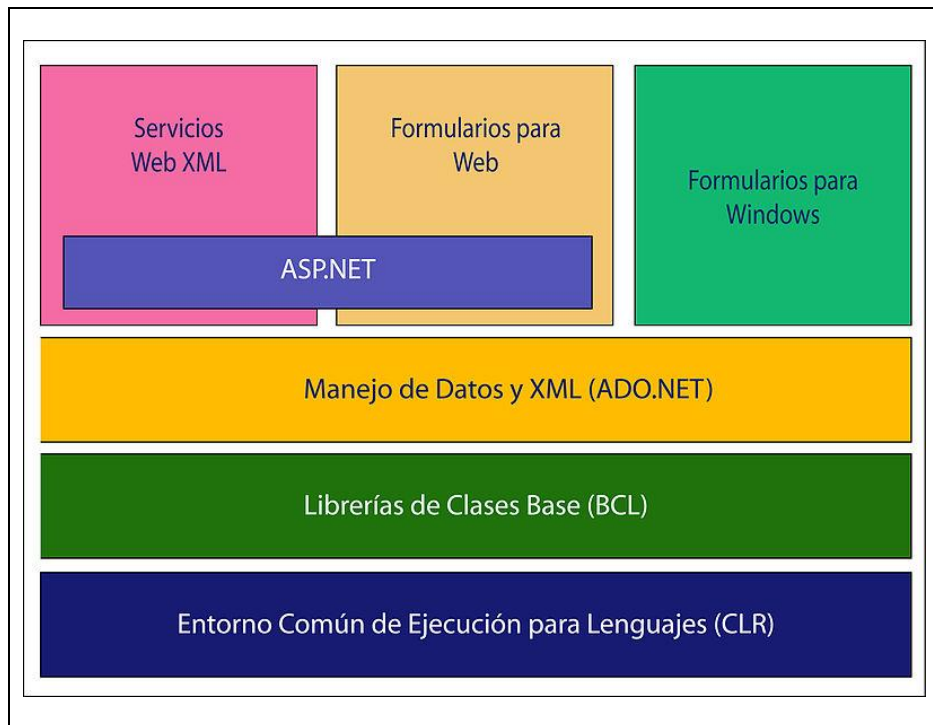 Servicios
Web XML
Formularios para
Web
Formularios para
Windows
ASP.NET
Manejo de Datos y XML (ADO.NET)
Librerías de Clases Base (BCL)
Entorno Común de Ejecución para Lenguajes (CLR)